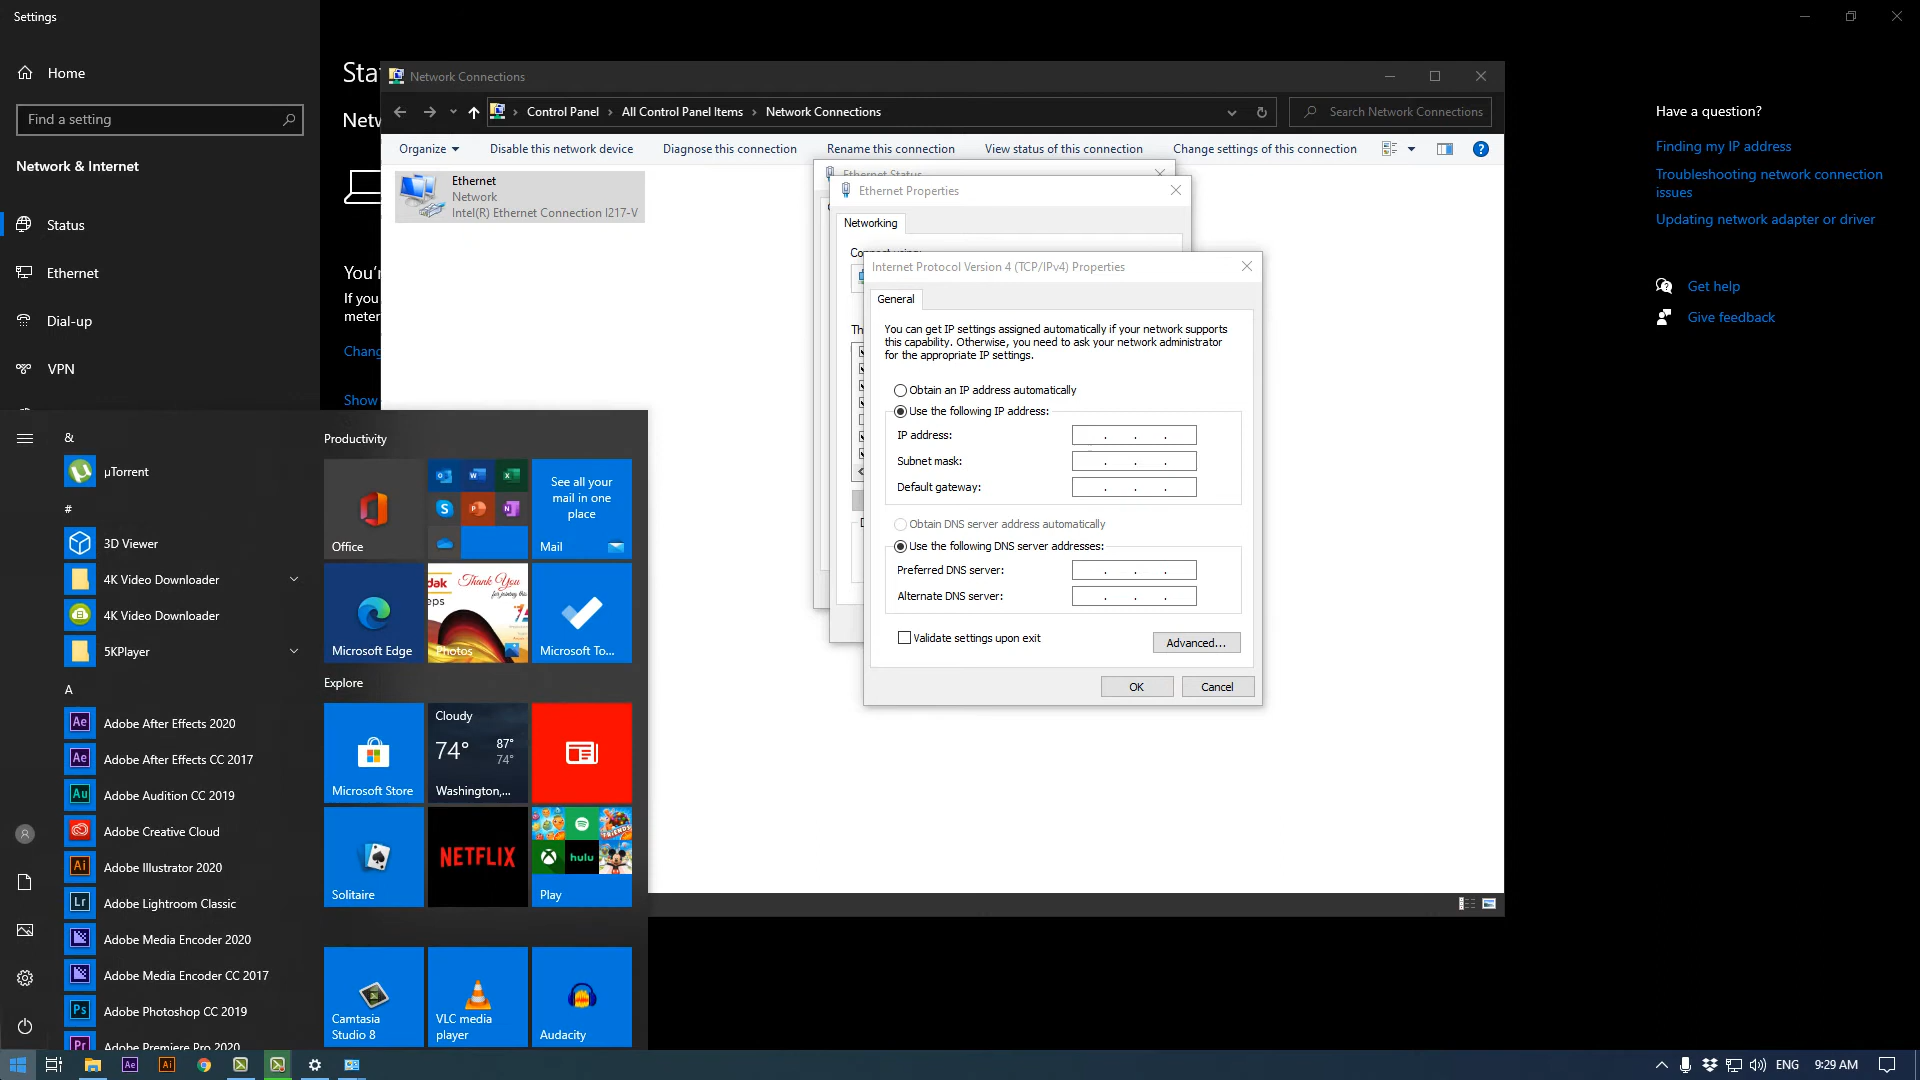 Settings
Home
Find a setting
Network & Internet
Status
Ethernet
Dial-up
VPN
Network Connections
Control Panel
All Control Panel Items
Network Connections
Search Network Connections
Organize
Disable this network device
Diagnose this connection
Rename this connection
View status of this connection
Change settings of this connection
Ethernet
Network
Intel(R) Ethernet Connection I217-V
If you
Show
Ethernet Status
Ethernet Properties
Networking
Internet Protocol Version 4 (TCP/IPv4) Properties
General
You can get IP settings assigned automatically if your network supports
this capability. Otherwise, you need to ask your network administrator
for the appropriate IP settings.
Obtain an IP address automatically
Use the following IP address:
IP address:
Subnet mask:
Default gateway:
Obtain DNS server address automatically
Use the following DNS server addresses:
Preferred DNS server:
Alternate DNS server:
Validate settings upon exit
Advanced...
OK
Cancel
Have a question?
Finding my IP address
Troubleshooting network connection
issues
Updating network adapter or driver
Get help
Give feedback
&
µTorrent
#
3D Viewer
4K Video Downloader
4K Video Downloader
5KPlayer
A
Adobe After Effects 2020
Adobe After Effects CC 2017
Adobe Audition CC 2019
Adobe Creative Cloud
Adobe Illustrator 2020
Adobe Lightroom Classic
Adobe Media Encoder 2020
Adobe Media Encoder CC 2017
Adobe Photoshop CC 2019
Adobe Premiere Pro 2020
Productivity
Office
See all your
mail in one
place
Mail
Microsoft Edge
Thank You
Photos
Microsoft To...
Explore
Microsoft Store
Cloudy
74° 87°
74°
Washington,...
Solitaire
NETFLIX
hulu
Play
Camtasia
Studio 8
VLC media
player
Audacity
ENG
9:29 AM